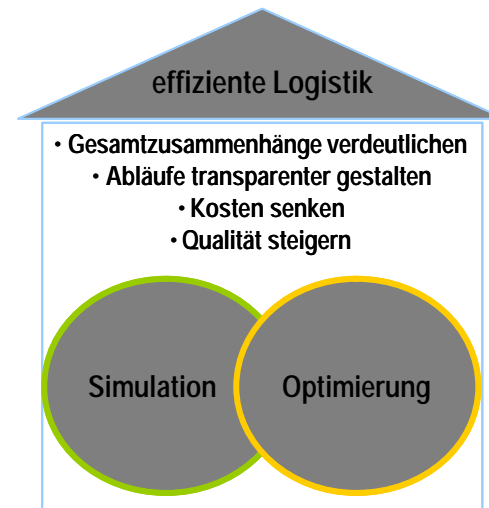 effiziente Logistik
• Gesamtzusammenhänge verdeutlichen
• Abläufe transparenter gestalten
• Kosten senken
• Qualität steigern
Simulation
Optimierung